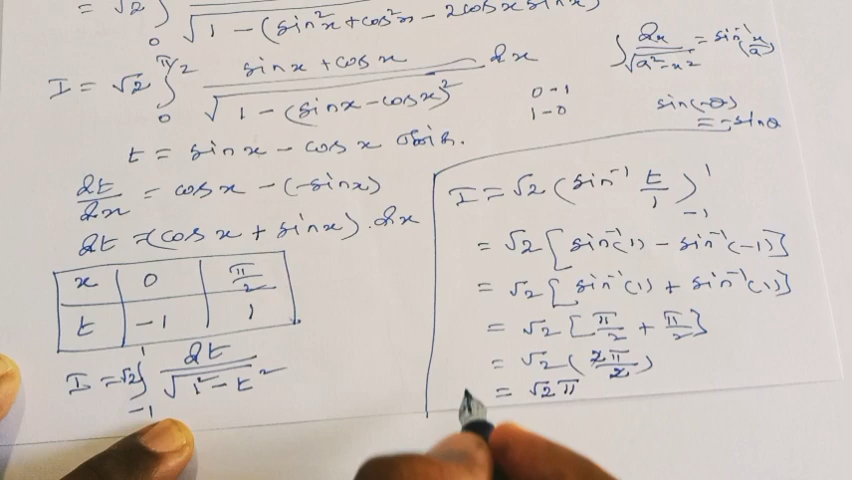 = √2 ∫₀ √1 - (sin²x + cos²x - 2cosx sinx)
I = √2 ∫₀^π/2 sinx + cosx / √1 - (sinx - cosx)² dx
∫ dx / √a² - x² = sin⁻¹(x/a)
0 - 1
1 - 0
sin(-θ)
= -sinθ
t = sinx - cosx
dt/dx = cosx - (-sinx)
dt = (cosx + sinx) . dx
x | 0 | π/2
t | -1 | 1
I = √2 ∫₋₁¹ dt / √1² - t²
I = √2 (sin⁻¹ t/1)₋₁¹
= √2 [sin⁻¹(1) - sin⁻¹(-1)]
= √2 [sin⁻¹(1) + sin⁻¹(1)]
= √2 [π/2 + π/2]
= √2 (2π/2)
= √2 π